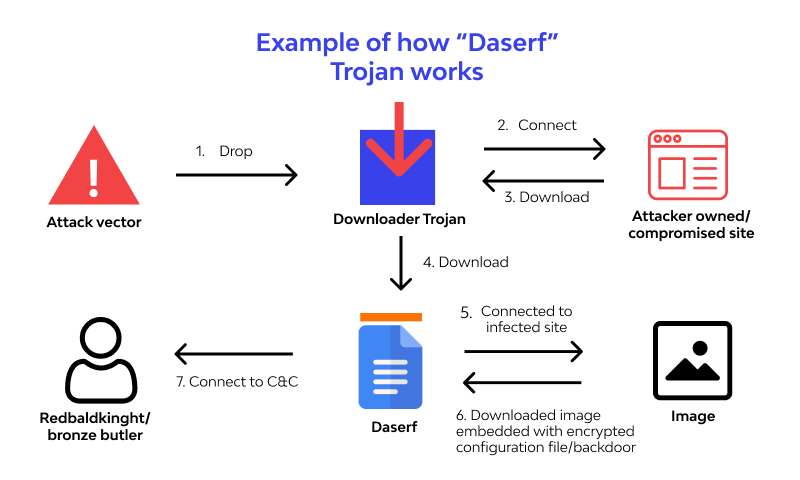 Example of how “Daserf”
Trojan works
1. Drop
2. Connect
3. Download
Attack vector
Downloader Trojan
Attacker owned/
compromised site
4. Download
5. Connected to
infected site
7. Connect to C&C
Redbaldkinght/
bronze butler
Daserf
6. Downloaded image
embedded with encrypted
configuration file/backdoor
Image